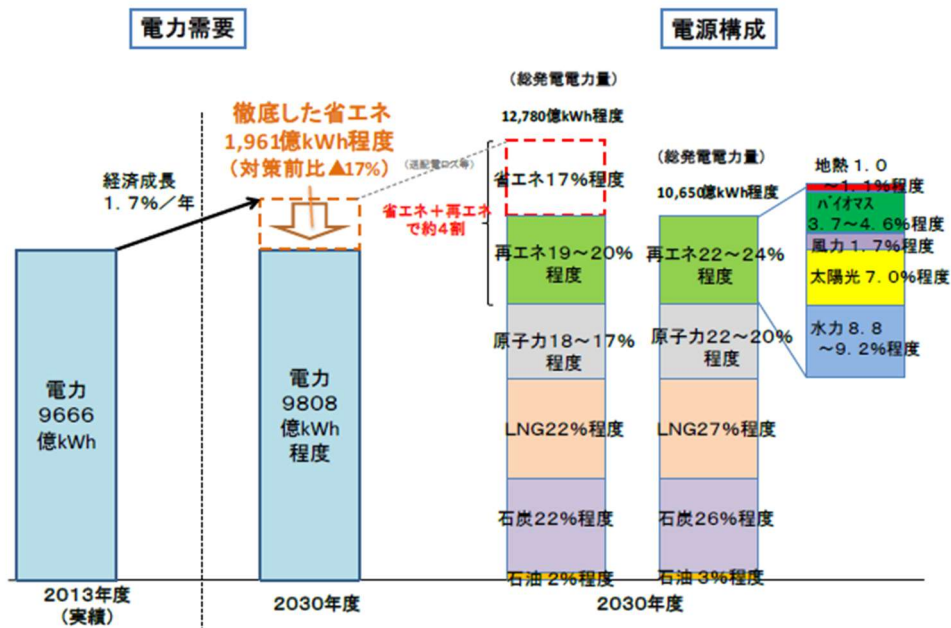 電力需要
電源構成
徹底した省エネ
1,961億kWh程度
(対策前比▲17%)
経済成長
1.7%/年
電力
9666
億kWh
電力
9808
億kWh
程度
2013年度
(実績)
2030年度
(総発電電力量)
12,780億kWh程度
(送配電ロス等)
省エネ+再エネ
で約4割
省エネ17%程度
再エネ19~20%
程度
原子力18~17%
程度
LNG22%程度
石炭22%程度
石油2%程度
(総発電電力量)
10,650億kWh程度
再エネ22~24%
程度
原子力22~20%
程度
LNG27%程度
石炭26%程度
石油3%程度
2030年度
地熱1.0
~1.1%程度
バイオマス
3.7~4.6%程度
風力1.7%程度
太陽光7.0%程度
水力8.8
~9.2%程度